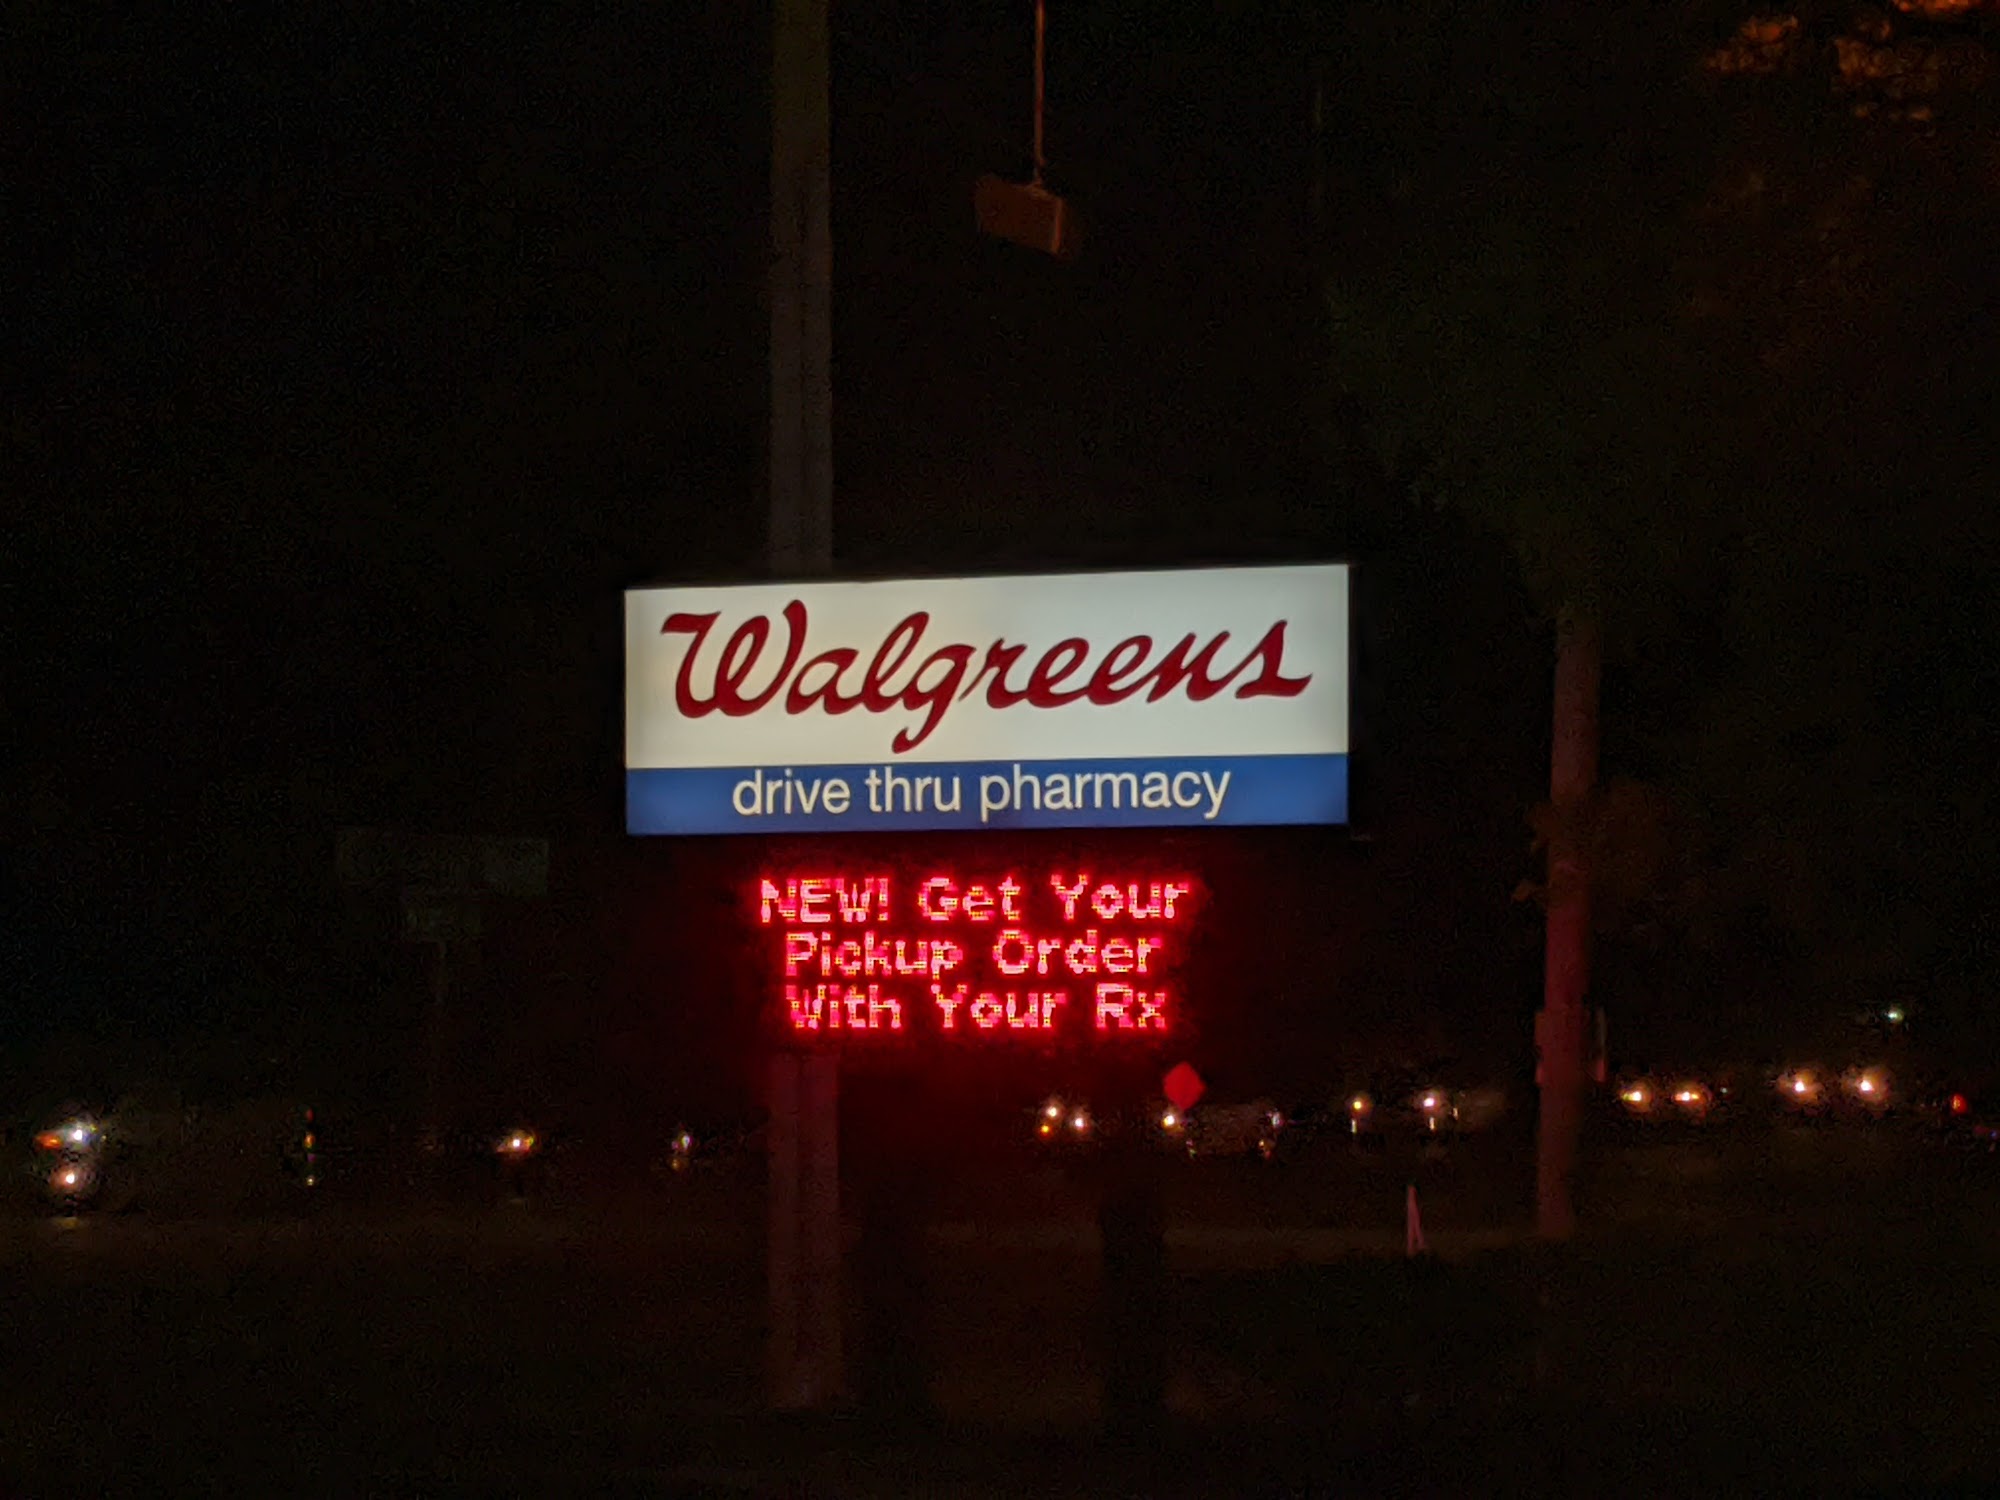 Walgreens
drive thru pharmacy
NEW! Get Your
Pickup Order
With Your Rx